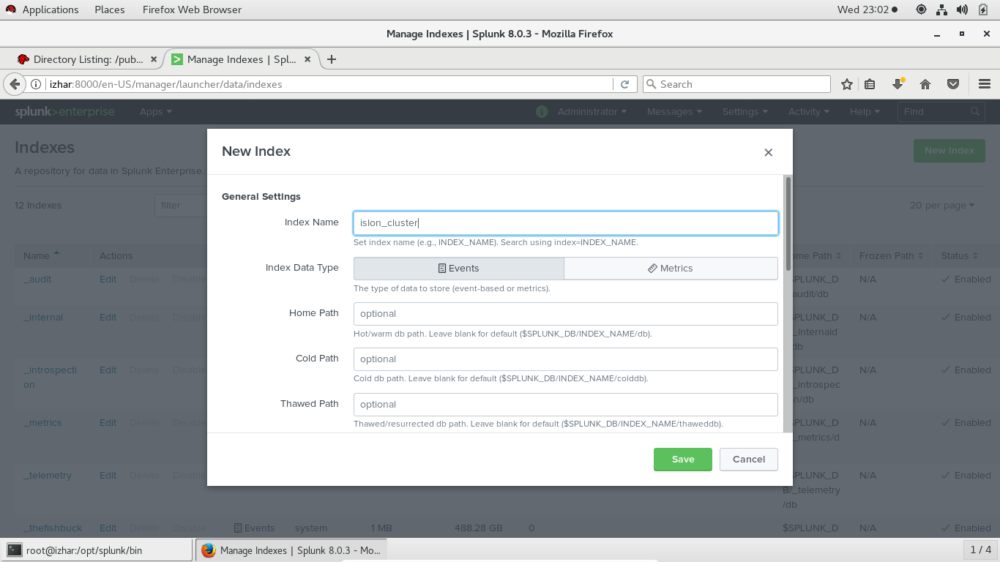 Applications Places Firefox Web Browser Wed 23:02
Manage Indexes | Splunk 8.0.3 - Mozilla Firefox
Directory Listing: /pub... Manage Indexes | Spl...
izhar:8000/en-US/manager/launcher/data/indexes Search
splunk>enterprise Apps Administrator Messages Settings Activity Help Find
Indexes New Index
A repository for data in Splunk Enterprise.
12 Indexes filter 20 per page
New Index
General Settings
Index Name islon_cluster
Set index name (e.g., INDEX_NAME). Search using index=INDEX_NAME.
Index Data Type Events Metrics
The type of data to store (event-based or metrics).
Home Path optional
Hot/warm db path. Leave blank for default ($SPLUNK_DB/INDEX_NAME/db).
Cold Path optional
Cold db path. Leave blank for default ($SPLUNK_DB/INDEX_NAME/colddb).
Thawed Path optional
Thawed/resurrected db path. Leave blank for default ($SPLUNK_DB/INDEX_NAME/thaweddb).
Save Cancel
Name Actions ome Path Frozen Path Status
_audit Edit Delete Disable SPLUNK_D N/A Enabled
audit/db
_internal Edit Delete Disable SPLUNK_D N/A Enabled
_internald
db
_introspecti Edit Delete Disable SPLUNK_D N/A Enabled
on _introspec
n/db
_metrics Edit Delete Disable SPLUNK_D N/A Enabled
_metrics/d
_telemetry Edit Delete Disable SPLUNK_D N/A Enabled
B/_telemetry
/db
_thefishbuck Edit Delete Disable Events system 1 MB 488.28 GB 0 $SPLUNK_D N/A Enabled
root@izhar:/opt/splunk/bin Manage Indexes | Splunk 8.0.3 - Mo... 1 / 4